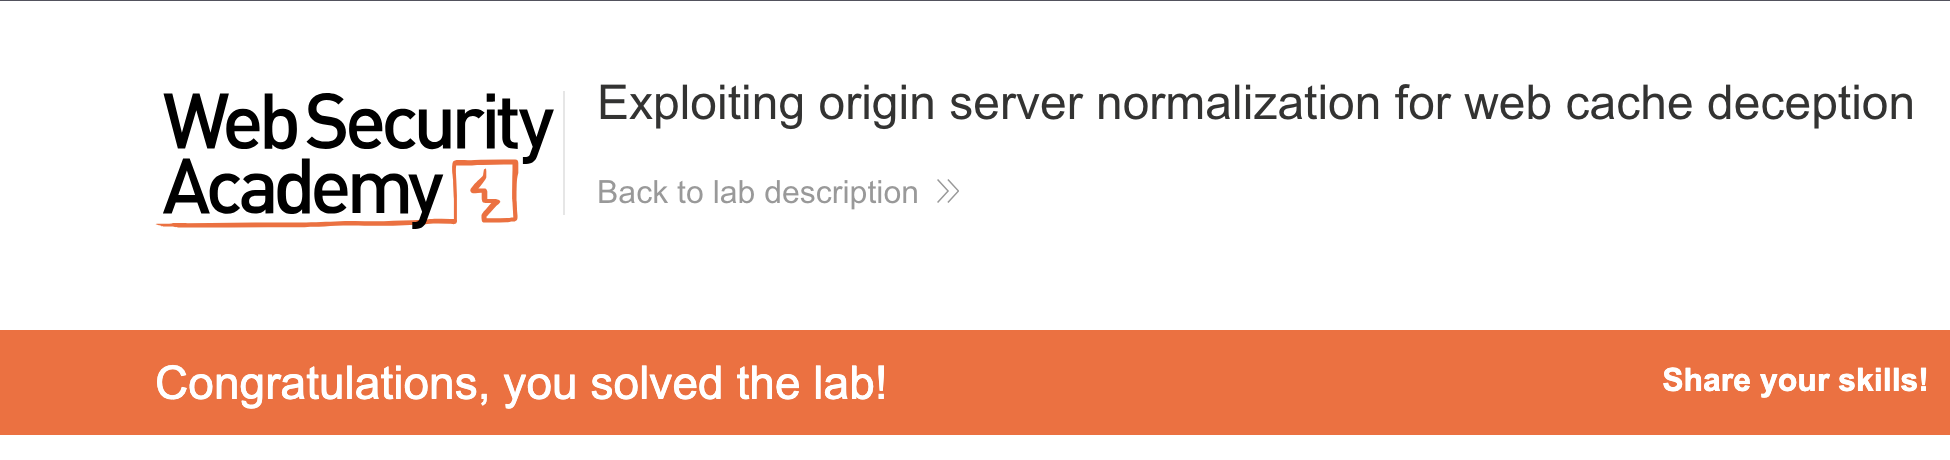 Web Security
Academy
Exploiting origin server normalization for web cache deception
Back to lab description
Congratulations, you solved the lab!
Share your skills!